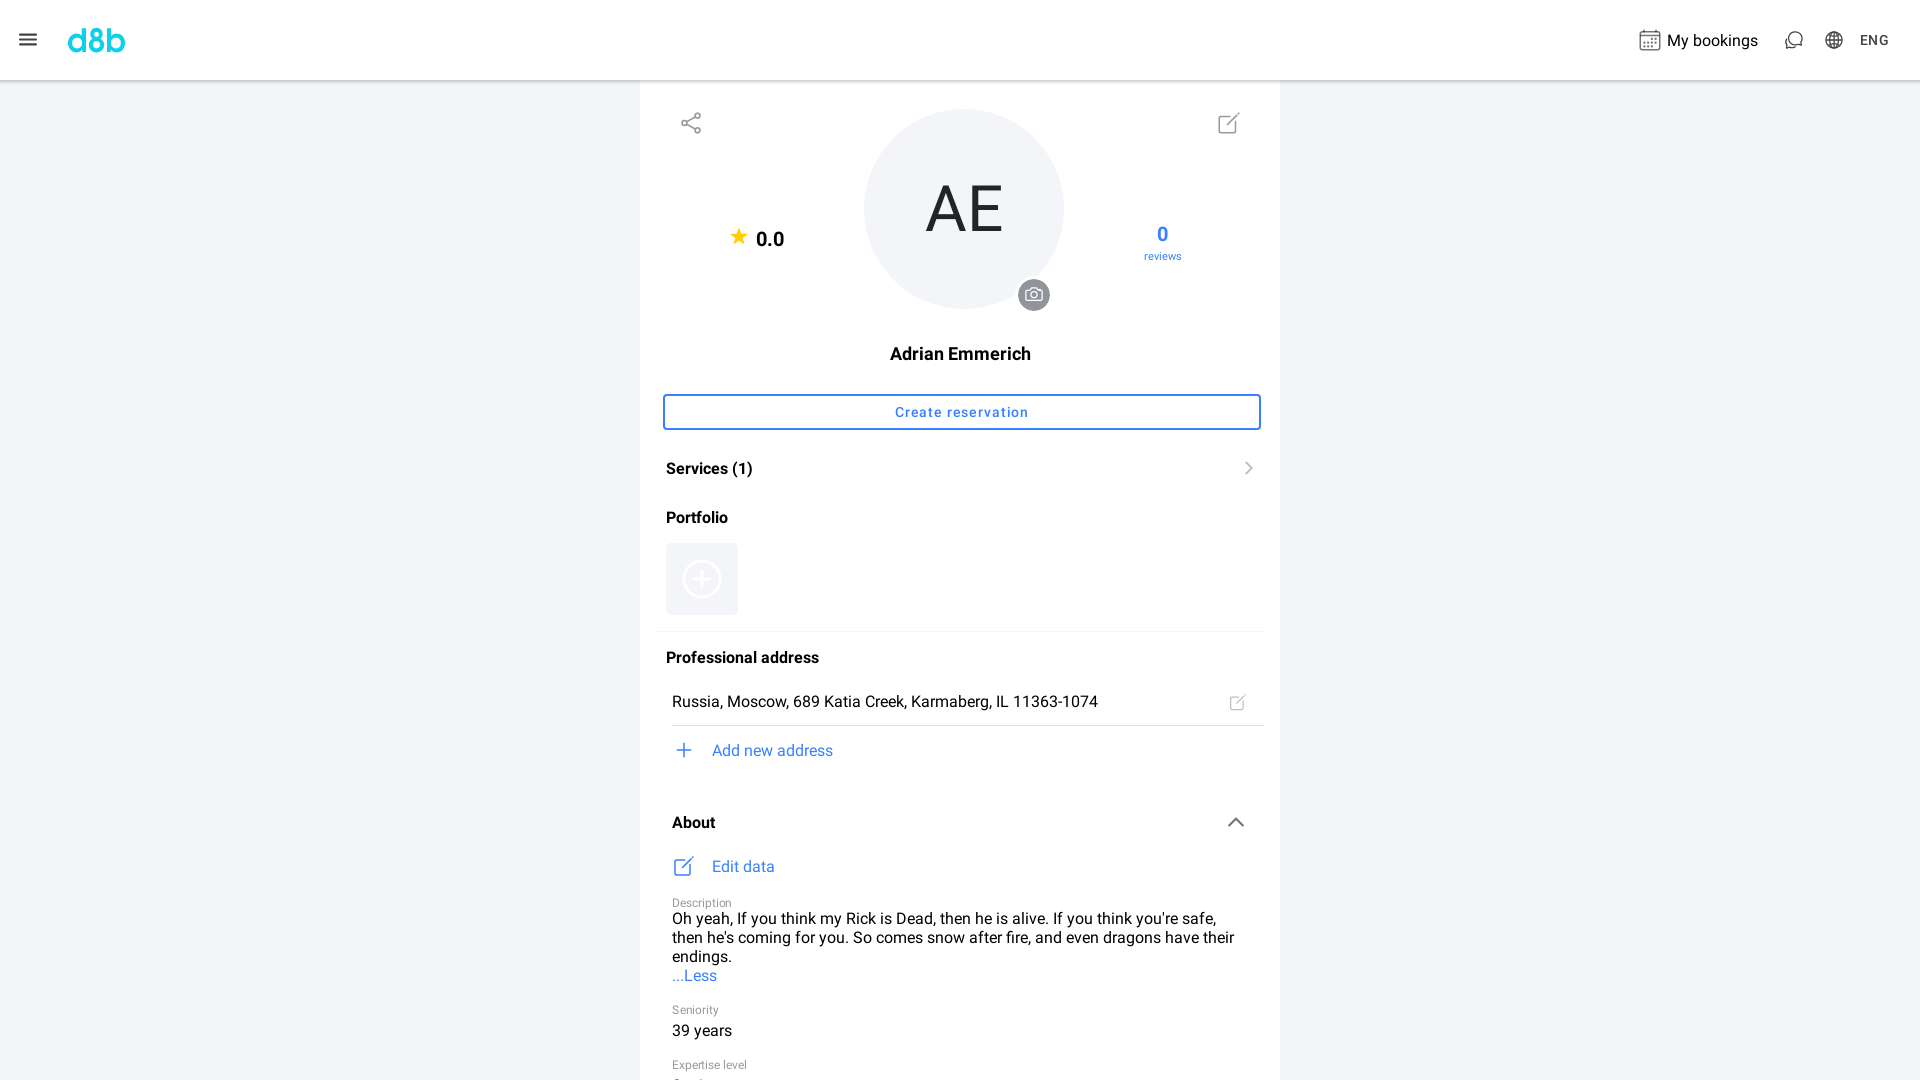 d8b
My bookings
ENG
AE
0.0
0
reviews
Adrian Emmerich
Create reservation
Services (1)
Portfolio
Professional address
Russia, Moscow, 689 Katia Creek, Karmaberg, IL 11363-1074
Add new address
About
Edit data
Description
Oh yeah, If you think my Rick is Dead, then he is alive. If you think you're safe,
then he's coming for you. So comes snow after fire, and even dragons have their
endings.
...Less
Seniority
39 years
Expertise level